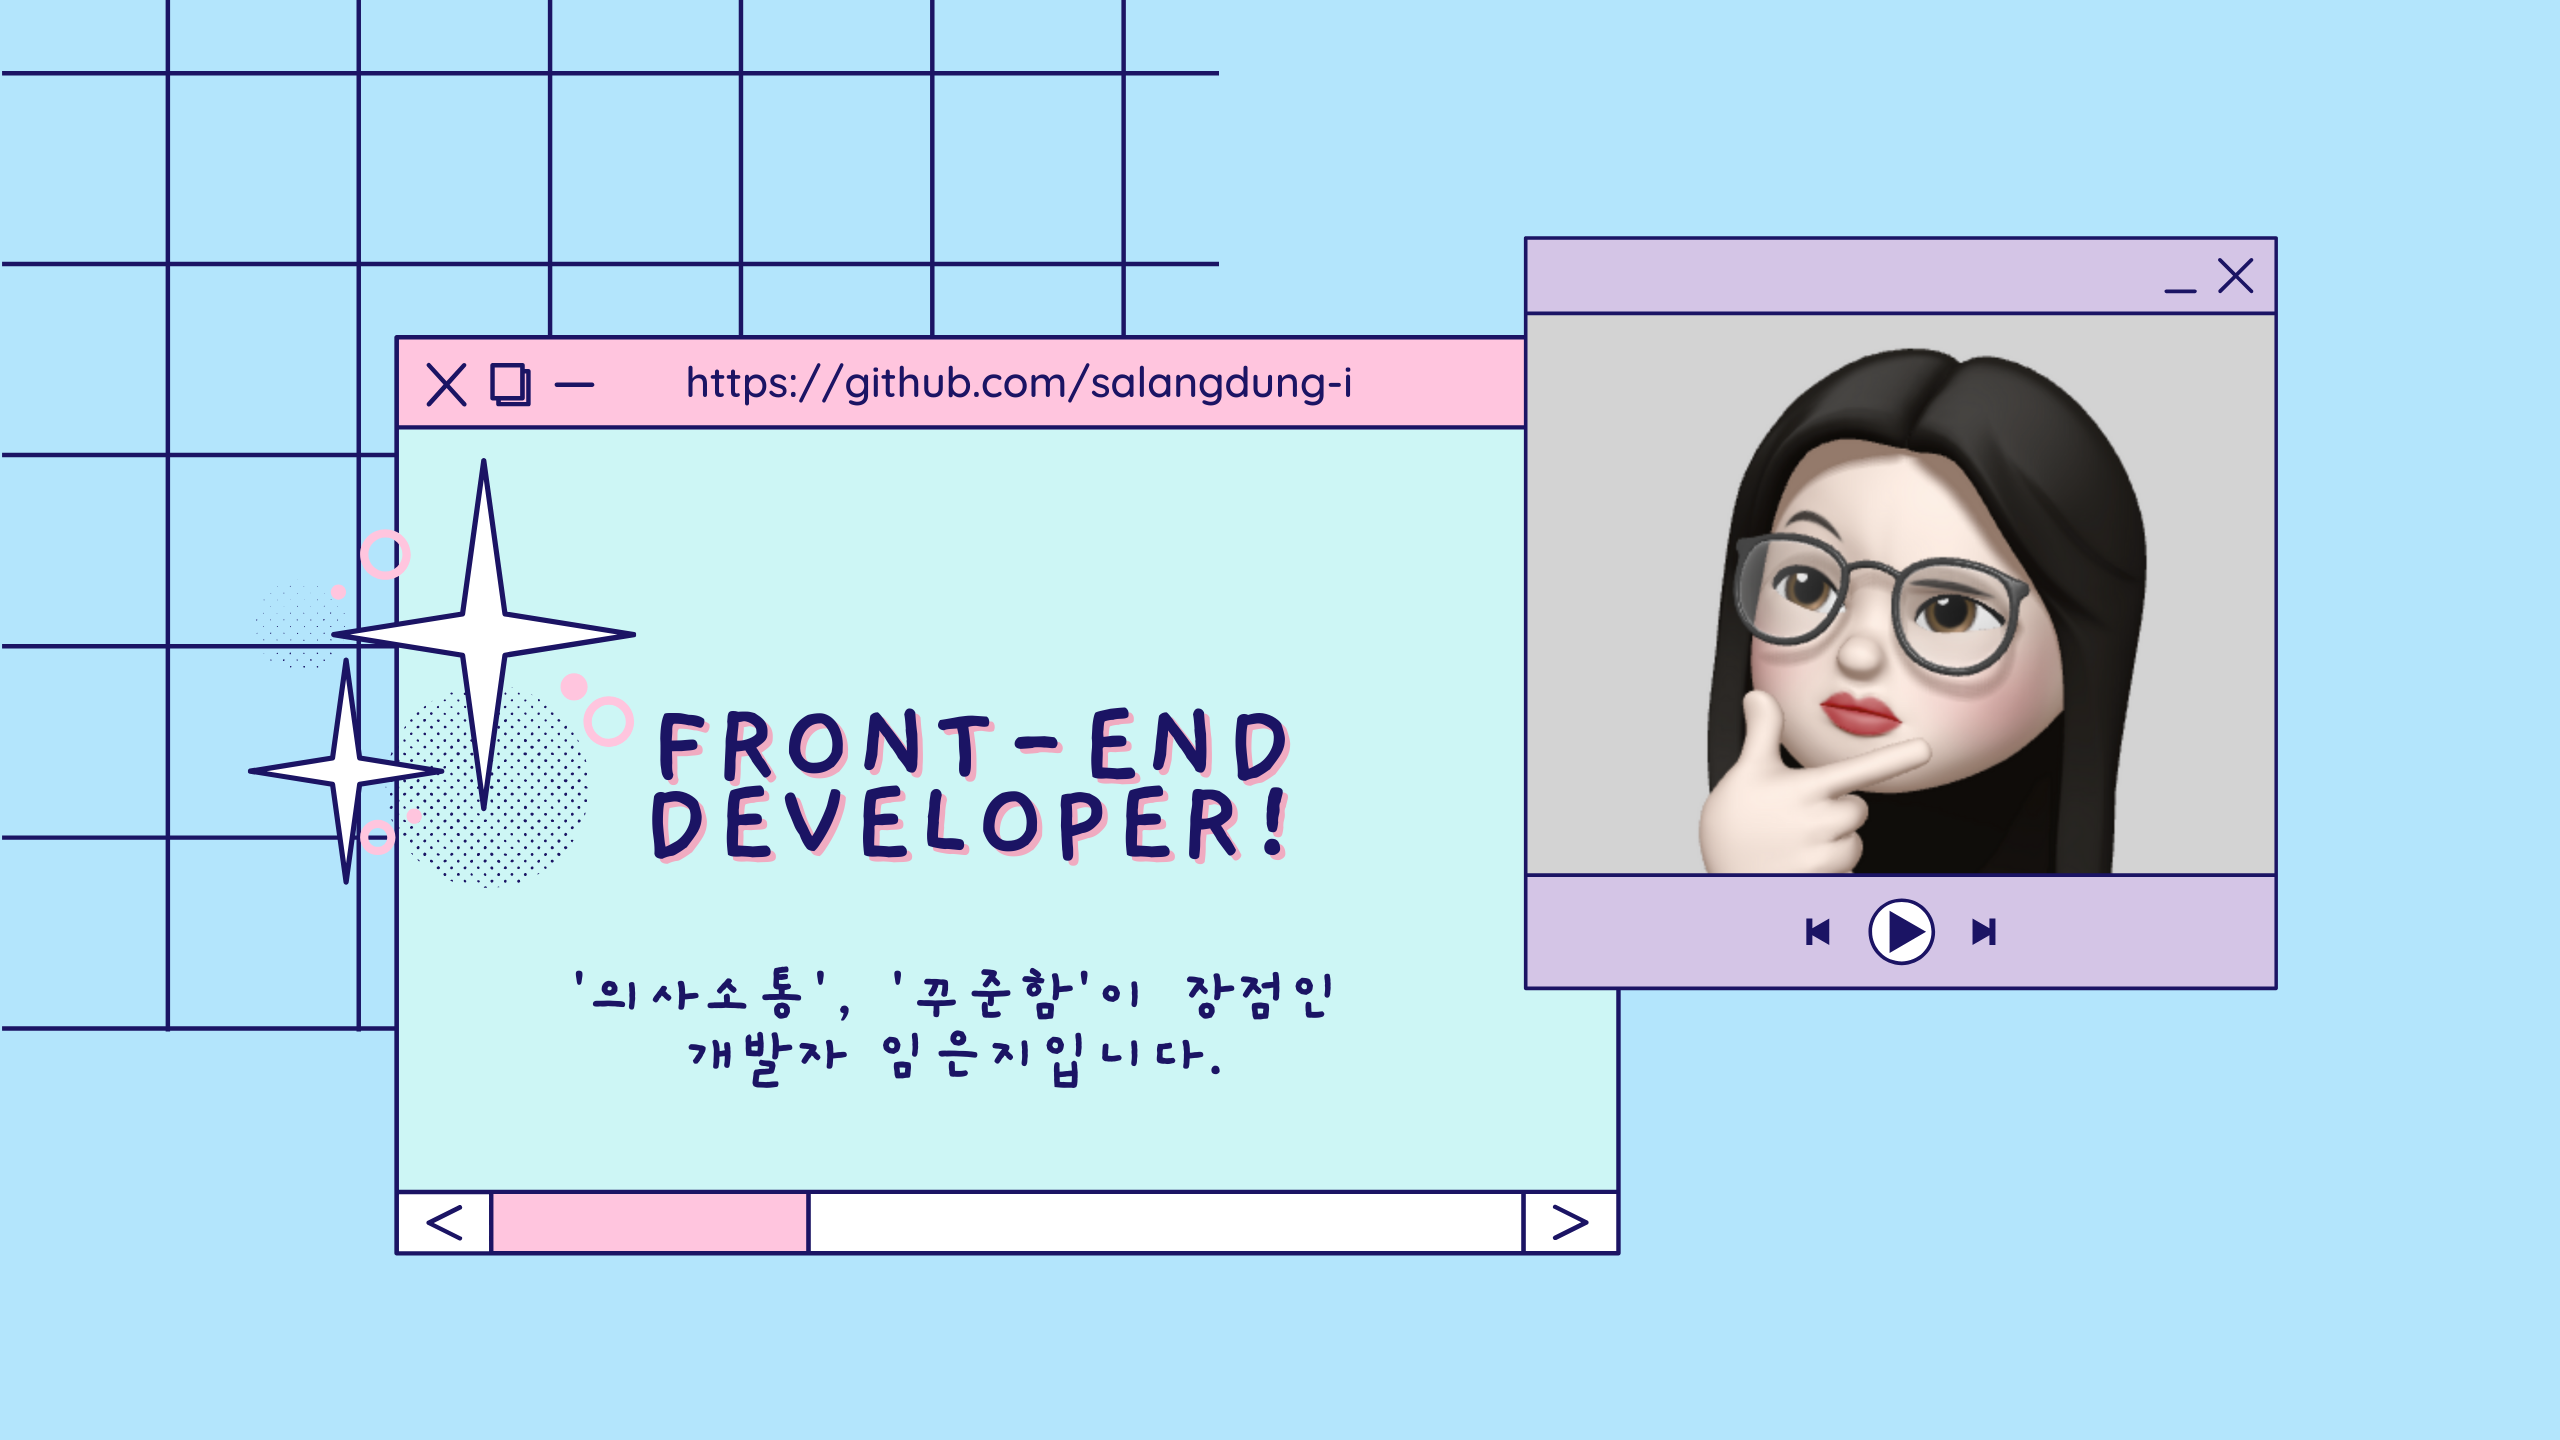 https://github.com/salangdung-i
FRONT-END
DEVELOPER!
'의사소통', '꾸준함'이 장점인
개발자 임은지입니다.